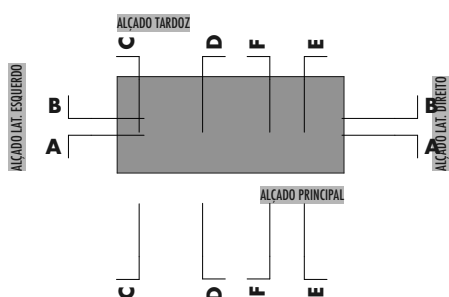 ALÇADO TARDOZ
C D F E
ALÇADO LAT. ESQUERDO
B B
A A
ALÇADO LAT. DIREITO
ALÇADO PRINCIPAL
C D F E